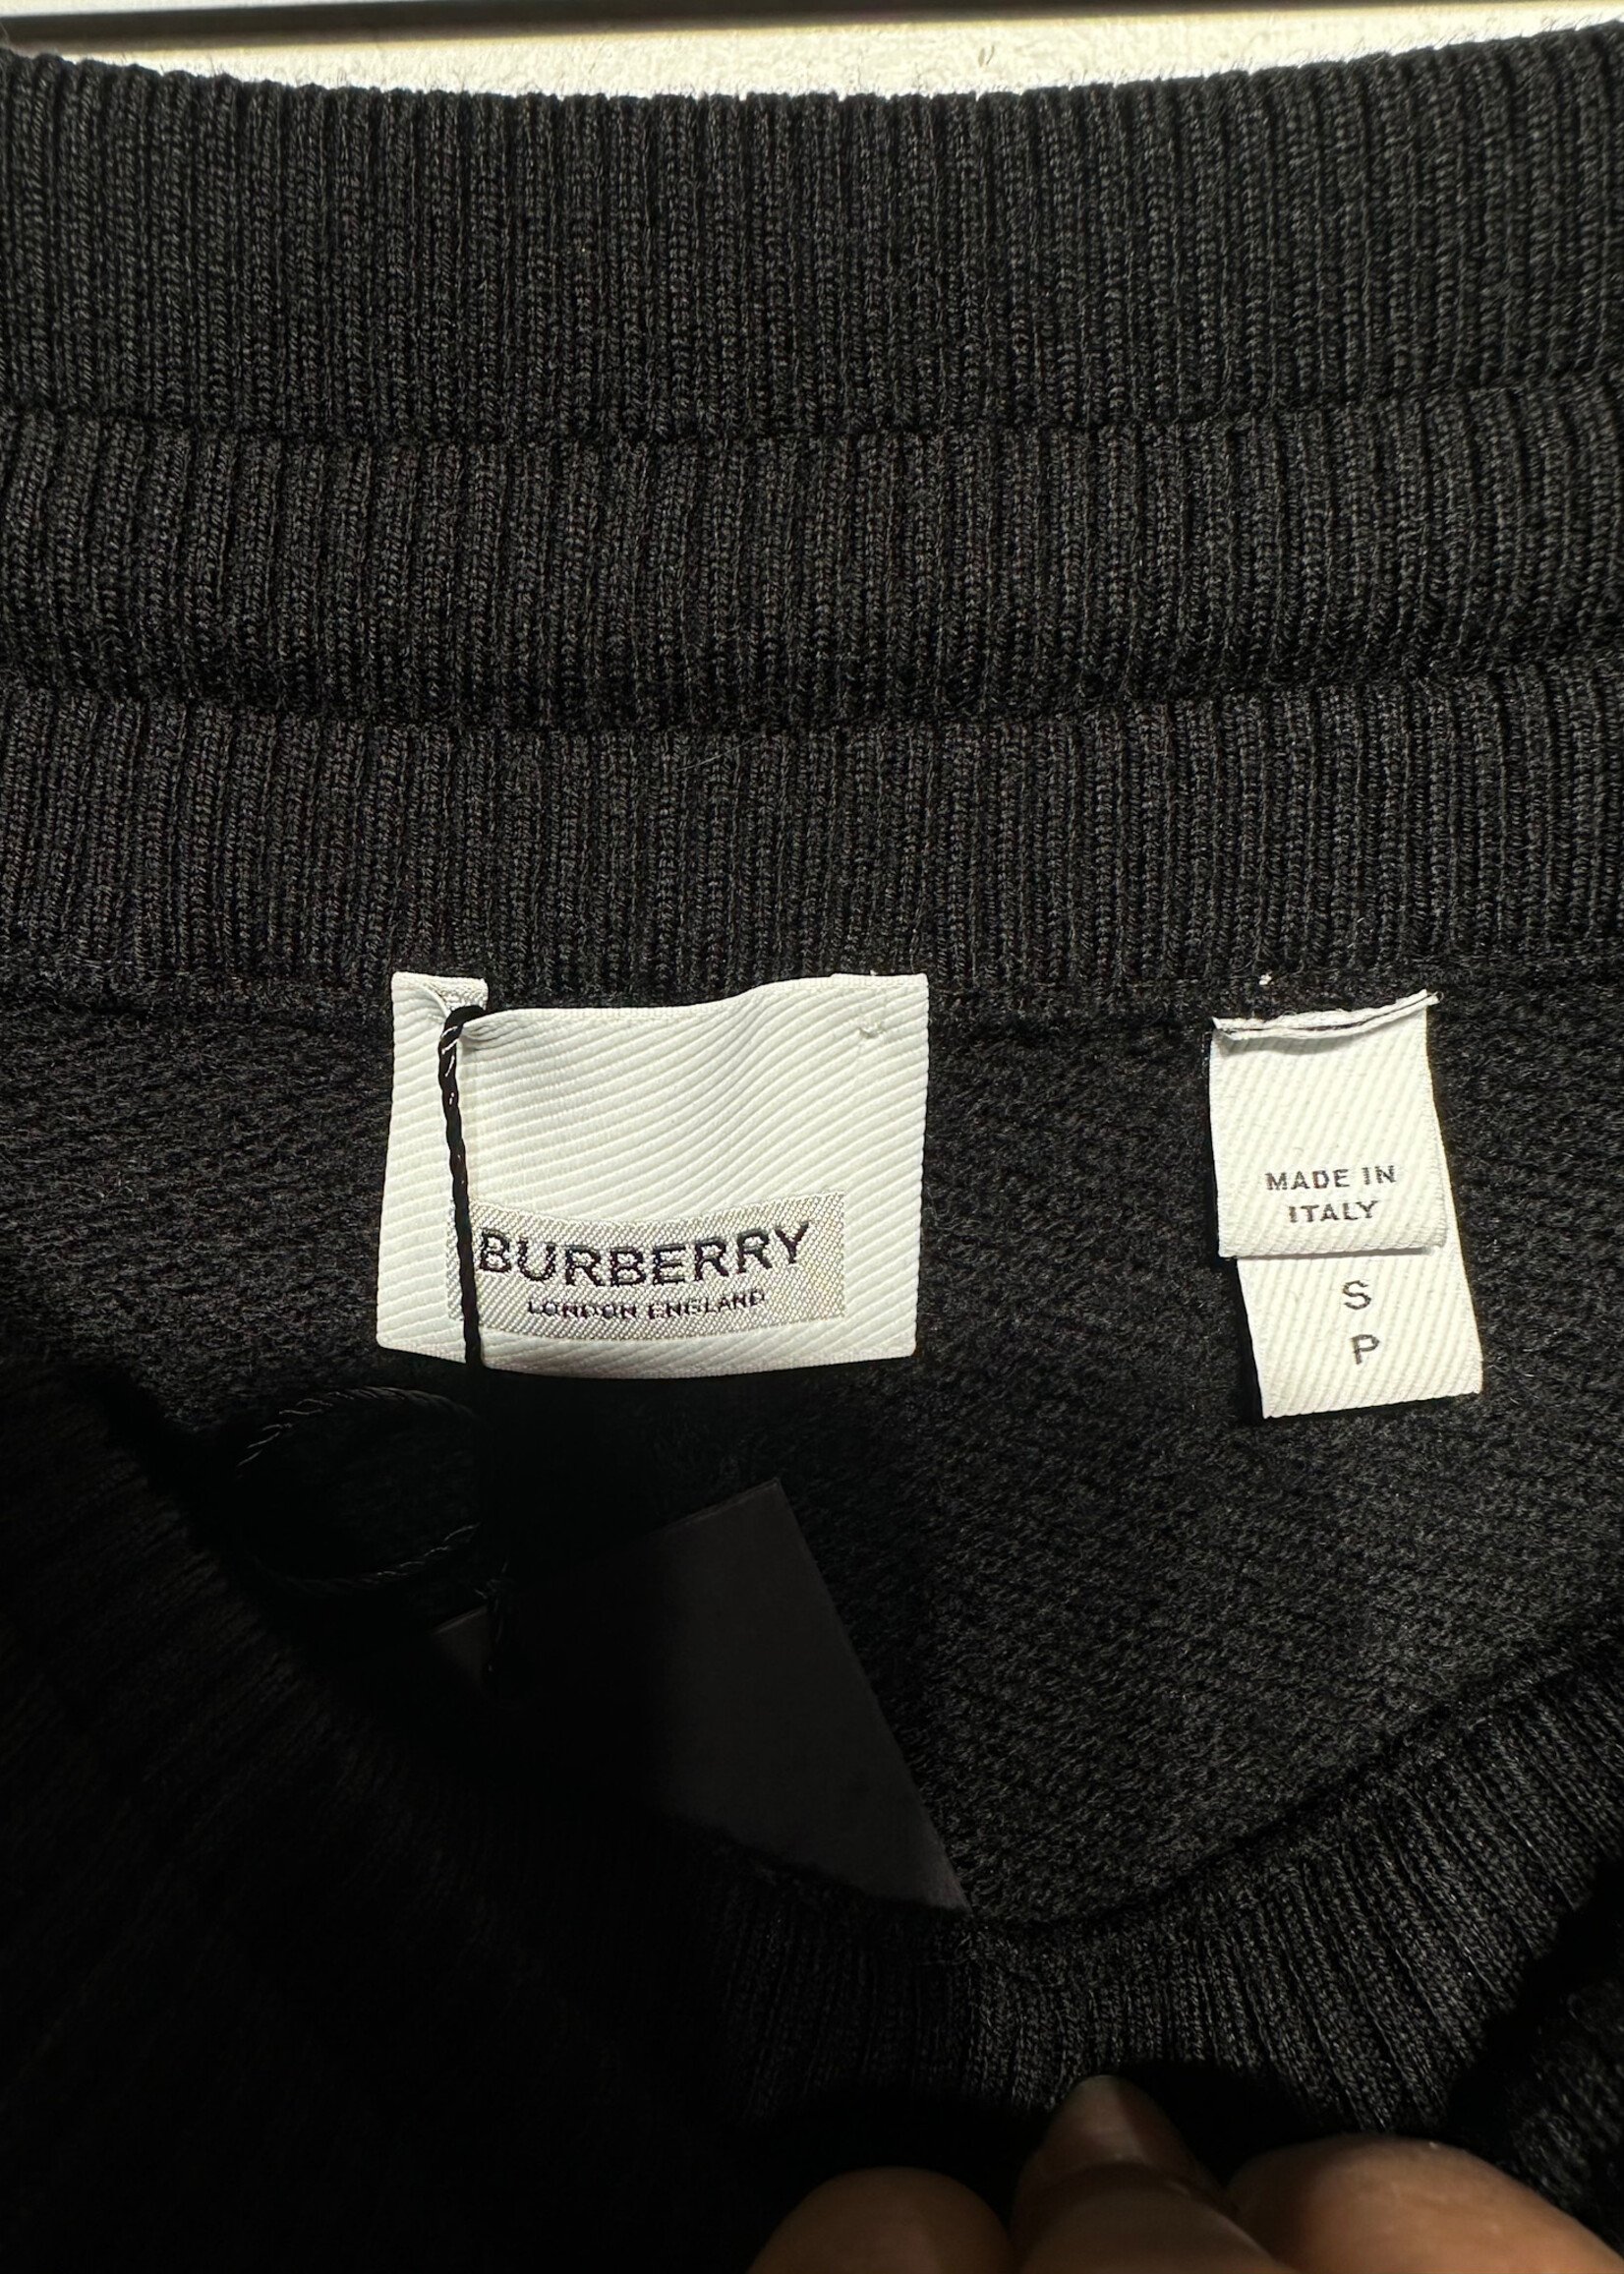 BURBERRY
LONDON ENGLAND
MADE IN
ITALY
S
P